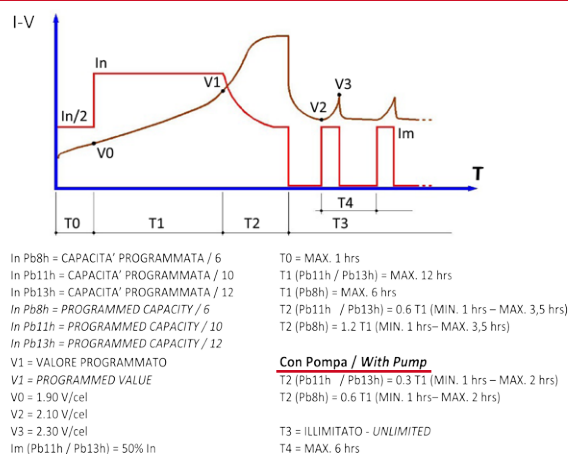 I-V
In
V1
V3
In/2
V2
Im
V0
T
T4
T0 T1 T2 T3
In Pb8h = CAPACITA' PROGRAMMATA / 6
In Pb11h = CAPACITA' PROGRAMMATA / 10
In Pb13h = CAPACITA' PROGRAMMATA / 12
In Pb8h = PROGRAMMED CAPACITY / 6
In Pb11h = PROGRAMMED CAPACITY / 10
In Pb13h = PROGRAMMED CAPACITY / 12
V1 = VALORE PROGRAMMATO
V1 = PROGRAMMED VALUE
V0 = 1.90 V/cel
V2 = 2.10 V/cel
V3 = 2.30 V/cel
Im (Pb11h / Pb13h) = 50% In
T0 = MAX. 1 hrs
T1 (Pb11h / Pb13h) = MAX. 12 hrs
T1 (Pb8h) = MAX. 6 hrs
T2 (Pb11h / Pb13h) = 0.6 T1 (MIN. 1 hrs – MAX. 3,5 hrs)
T2 (Pb8h) = 1.2 T1 (MIN. 1 hrs– MAX. 3,5 hrs)
Con Pompa / With Pump
T2 (Pb11h / Pb13h) = 0.3 T1 (MIN. 1 hrs – MAX. 2 hrs)
T2 (Pb8h) = 0.6 T1 (MIN. 1 hrs– MAX. 2 hrs)
T3 = ILLIMITATO - UNLIMITED
T4 = MAX. 6 hrs